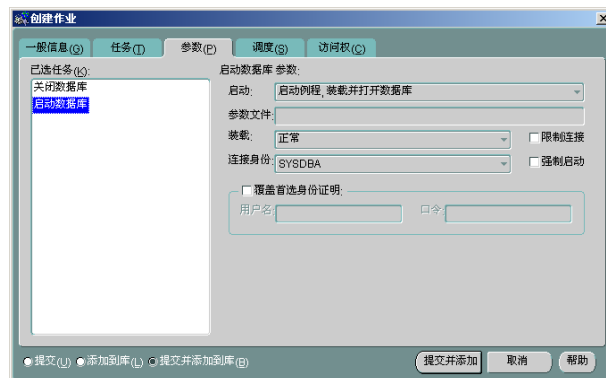 创建作业
一般信息(G) 任务(T) 参数(P) 调度(S) 访问权(C)
已选任务(K):
关闭数据库
启动数据库
启动数据库 参数:
启动: 启动例程, 装载并打开数据库
参数文件:
装载: 正常 限制连接
连接身份: SYSDBA 强制启动
覆盖首选身份证明:
用户名: 口令:
提交(U) 添加到库(L) 提交并添加到库(B)
提交并添加 取消 帮助